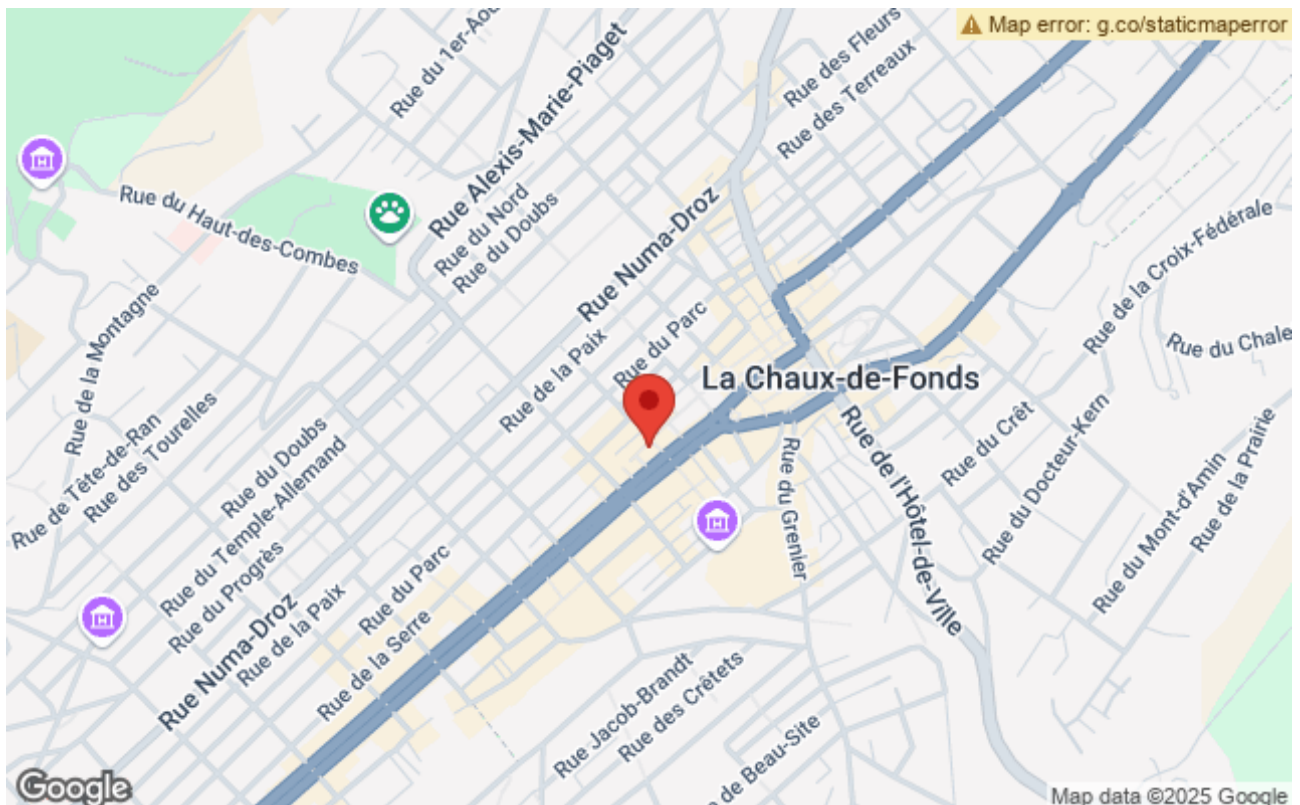 Map error: g.co/staticmaperror
Rue du 1er-Aoû
Rue Alexis-Marie-Piaget
Rue des Fleurs
Rue des Terreaux
Rue du Haut-des-Combes
Rue du Nord
Rue du Doubs
Rue Numa-Droz
Rue de la Croix-Fédérale
Rue de la Montagne
Rue du Parc
Rue de la Paix
Rue du Chale
La Chaux-de-Fonds
Rue de Tête-de-Ran
Rue des Tourelles
Rue du Doubs
Rue du Temple-Allemand
Rue du Progrès
Rue Numa-Droz
Rue de la Paix
Rue du Parc
Rue de la Serre
Rue du Grenier
Rue de l'Hôtel-de-Ville
Rue du Crêt
Rue du Docteur-Kern
Rue du Mont-d'Amin
Rue de la Prairie
Rue Jacob-Brandt
Rue des Crêtets
de Beau-Site
Google
Map data ©2025 Google